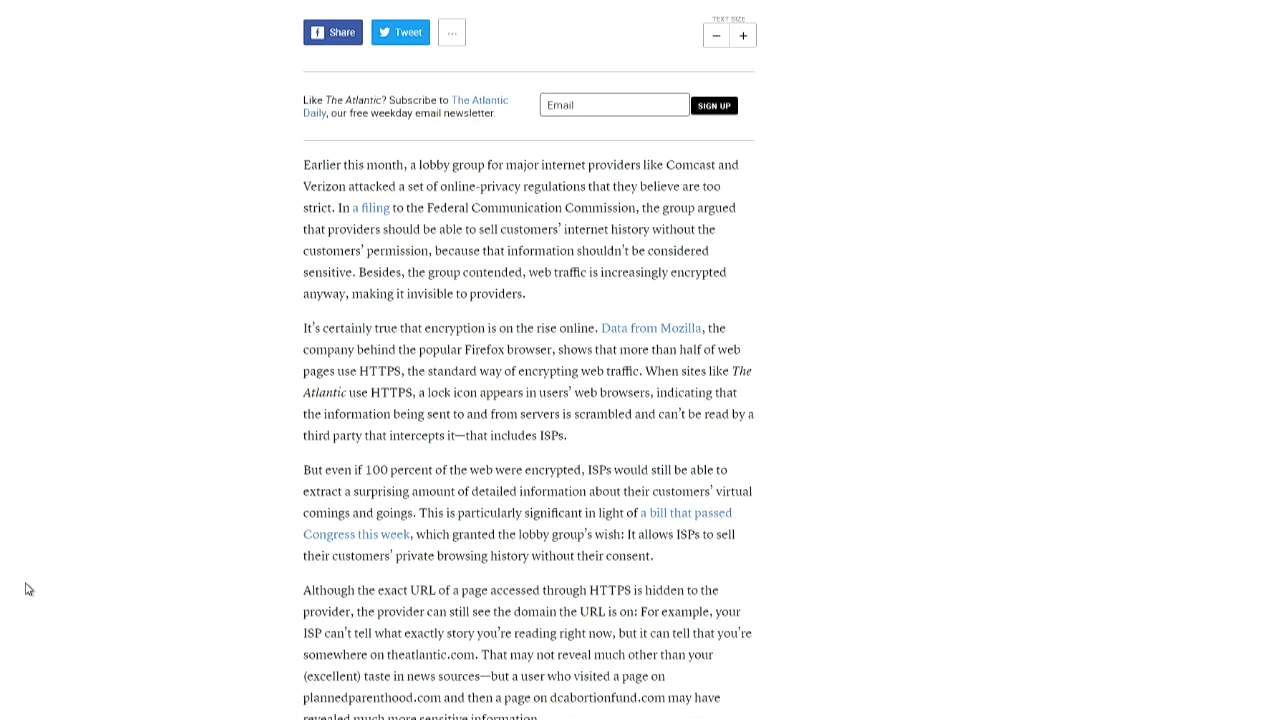 Share Tweet ...
TEXT SIZE
− +
Like The Atlantic? Subscribe to The Atlantic
Daily, our free weekday email newsletter.
Email SIGN UP
Earlier this month, a lobby group for major internet providers like Comcast and
Verizon attacked a set of online-privacy regulations that they believe are too
strict. In a filing to the Federal Communication Commission, the group argued
that providers should be able to sell customers’ internet history without the
customers’ permission, because that information shouldn’t be considered
sensitive. Besides, the group contended, web traffic is increasingly encrypted
anyway, making it invisible to providers.
It’s certainly true that encryption is on the rise online. Data from Mozilla, the
company behind the popular Firefox browser, shows that more than half of web
pages use HTTPS, the standard way of encrypting web traffic. When sites like The
Atlantic use HTTPS, a lock icon appears in users’ web browsers, indicating that
the information being sent to and from servers is scrambled and can’t be read by a
third party that intercepts it—that includes ISPs.
But even if 100 percent of the web were encrypted, ISPs would still be able to
extract a surprising amount of detailed information about their customers’ virtual
comings and goings. This is particularly significant in light of a bill that passed
Congress this week, which granted the lobby group’s wish: It allows ISPs to sell
their customers’ private browsing history without their consent.
Although the exact URL of a page accessed through HTTPS is hidden to the
provider, the provider can still see the domain the URL is on: For example, your
ISP can’t tell what exactly story you’re reading right now, but it can tell that you’re
somewhere on theatlantic.com. That may not reveal much other than your
(excellent) taste in news sources—but a user who visited a page on
plannedparenthood.com and then a page on dcabortionfund.com may have
revealed much more sensitive information.